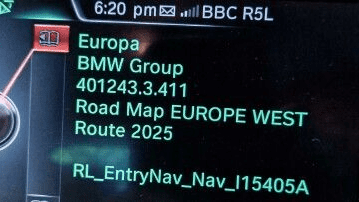 6:20 pm BBC R5L
Europa
BMW Group
401243.3.411
Road Map EUROPE WEST
Route 2025
RL_EntryNav_Nav_I15405A